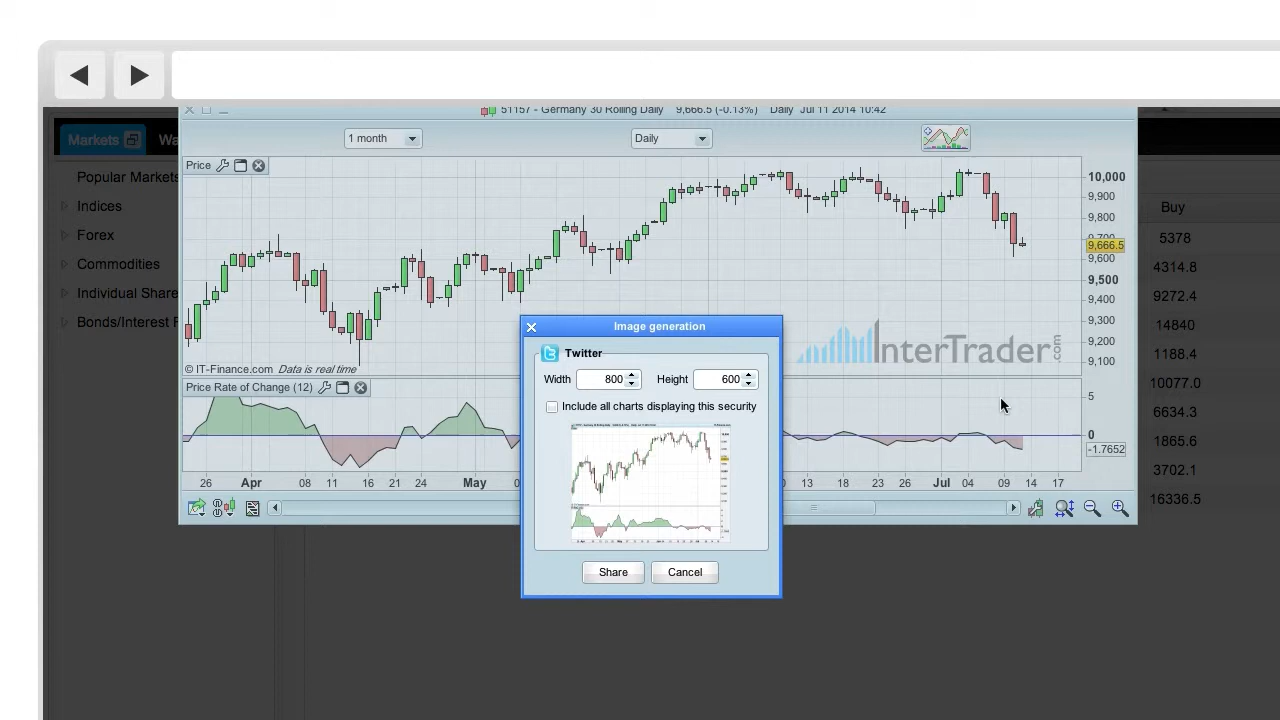 51157 - Germany 30 Rolling Daily 9,666.5 (-0.13%) Daily Jul 11 2014 10:42
Markets Wa
1 month
Daily
Price
Popular Markets
Indices
Forex
Commodities
Individual Share
Bonds/Interest
10,000
9,900
9,800
9,666.5
9,600
9,500
9,400
9,300
9,200
9,100
Buy
5378
4314.8
9272.4
14840
1188.4
10077.0
6634.3
1865.6
3702.1
16336.5
InterTrader.com
© IT-Finance.com Data is real time
Price Rate of Change (12)
5
0
-1.7652
26 Apr 08 11 16 21 24 May
13 18 23 26 Jul 04 09 14 17
Image generation
Twitter
Width 800 Height 600
Include all charts displaying this security
Share Cancel